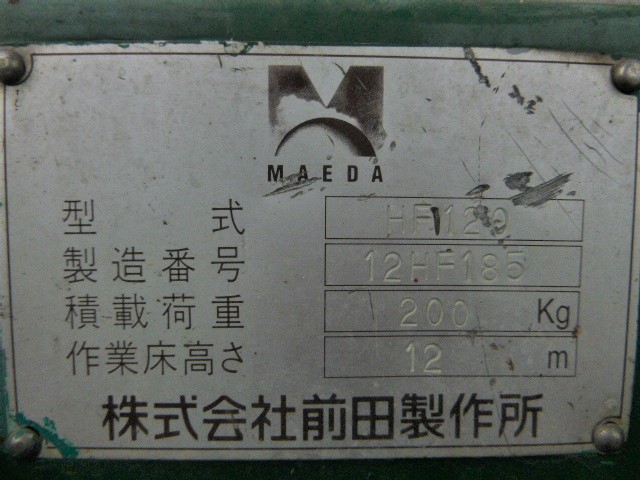 MAEDA
型式 HF120
製造番号 12HF185
積載荷重 200 Kg
作業床高さ 12 m
株式会社前田製作所